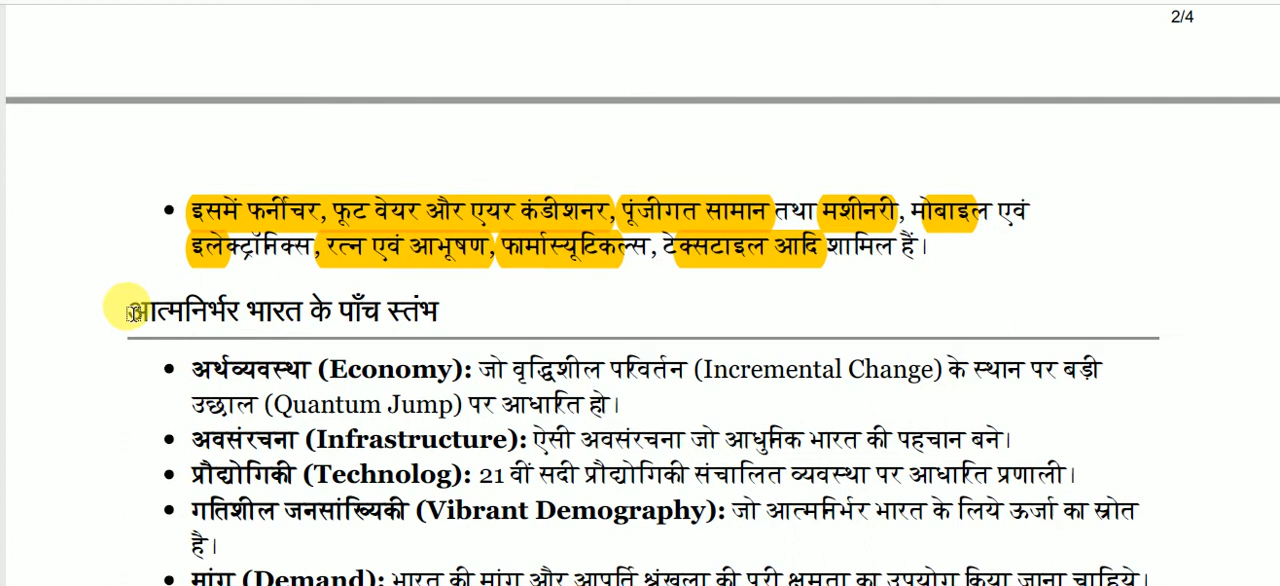 2/4
इसमें फर्नीचर, फूट वेयर और एयर कंडीशनर, पूंजीगत सामान तथा मशीनरी, मोबाइल एवं
इलेक्ट्रॉनिक्स, रत्न एवं आभूषण, फार्मास्यूटिकल्स, टेक्सटाइल आदि शामिल हैं।
आत्मनिर्भर भारत के पाँच स्तंभ
अर्थव्यवस्था (Economy): जो वृद्धिशील परिवर्तन (Incremental Change) के स्थान पर बड़ी
उछाल (Quantum Jump) पर आधारित हो।
अवसंरचना (Infrastructure): ऐसी अवसंरचना जो आधुनिक भारत की पहचान बने।
प्रौद्योगिकी (Technolog): 21 वीं सदी प्रौद्योगिकी संचालित व्यवस्था पर आधारित प्रणाली।
गतिशील जनसांख्यिकी (Vibrant Demography): जो आत्मनिर्भर भारत के लिये ऊर्जा का स्रोत
है।
मांग (Demand): भारत की मांग और आपूर्ति श्रृंखला की पूरी क्षमता का उपयोग किया जाना चाहिये।